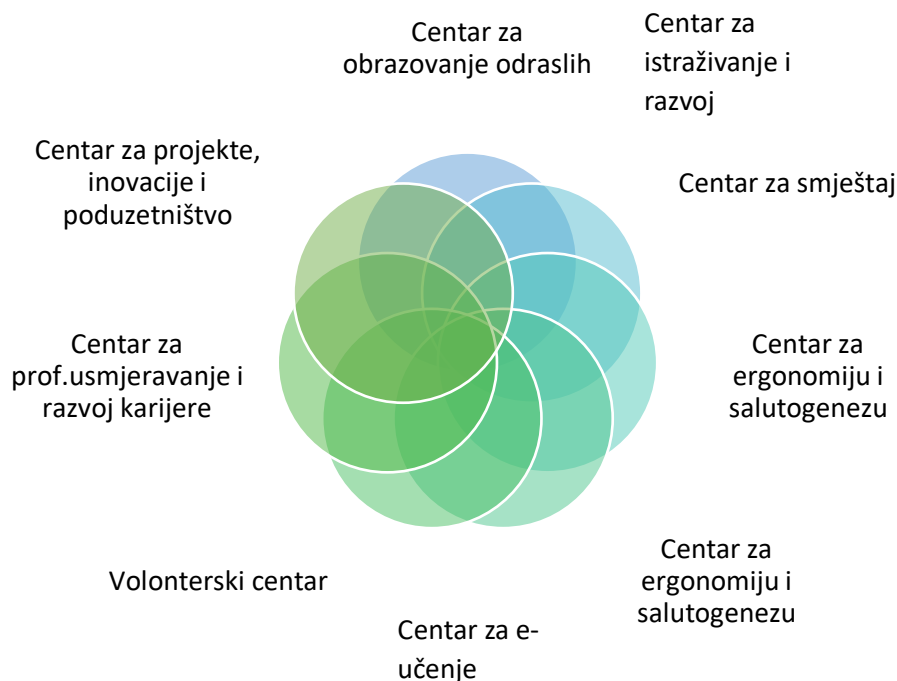 Centar za
obrazovanje odraslih
Centar za
istraživanje i
razvoj
Centar za smještaj
Centar za
ergonomiju i
salutogenezu
Centar za
ergonomiju i
salutogenezu
Centar za e-
učenje
Volonterski centar
Centar za
prof.usmjeravanje i
razvoj karijere
Centar za projekte,
inovacije i
poduzetništvo